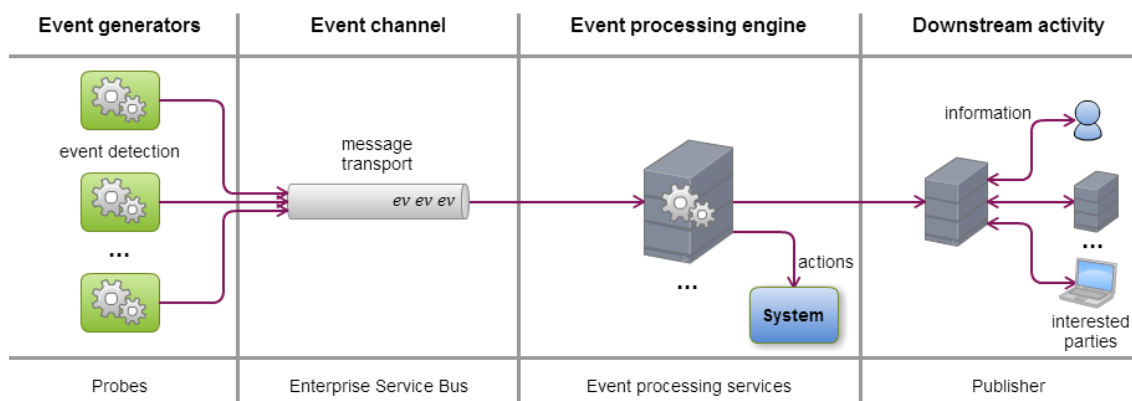 Event generators
Event channel
Event processing engine
Downstream activity
event detection
...
message
transport
ev ev ev
...
actions
System
information
...
interested
parties
Probes
Enterprise Service Bus
Event processing services
Publisher